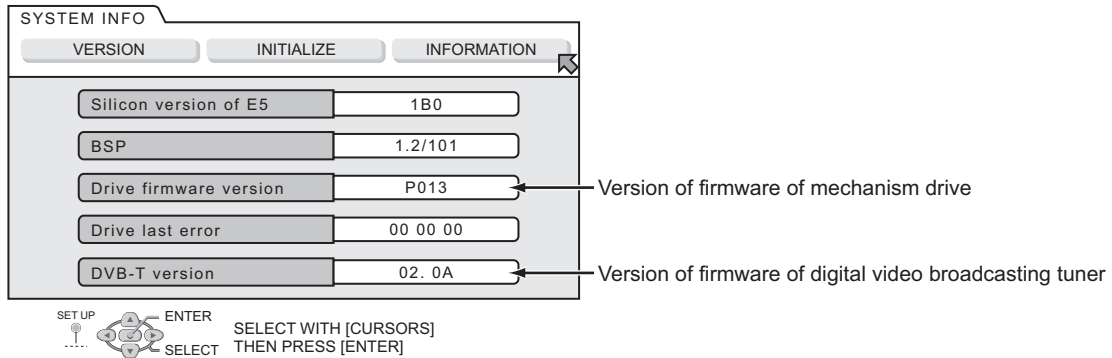 SYSTEM INFO
VERSION INITIALIZE INFORMATION
Silicon version of E5 1B0
BSP 1.2/101
Drive firmware version P013 Version of firmware of mechanism drive
Drive last error 00 00 00
DVB-T version 02. 0A Version of firmware of digital video broadcasting tuner
SET UP ENTER
SELECT
SELECT WITH [CURSORS]
THEN PRESS [ENTER]